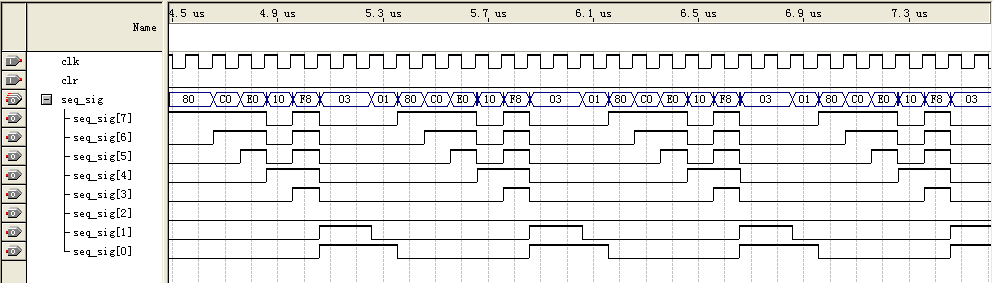 4.5 us 4.9 us 5.3 us 5.7 us 6.1 us 6.5 us 6.9 us 7.3 us
Name
clk
clr
seq_sig 80 C0 E0 10 F8 03 01 80 C0 E0 10 F8 03 01 80 C0 E0 10 F8 03 01 80 C0 E0 10 F8 03
seq_sig[7]
seq_sig[6]
seq_sig[5]
seq_sig[4]
seq_sig[3]
seq_sig[2]
seq_sig[1]
seq_sig[0]